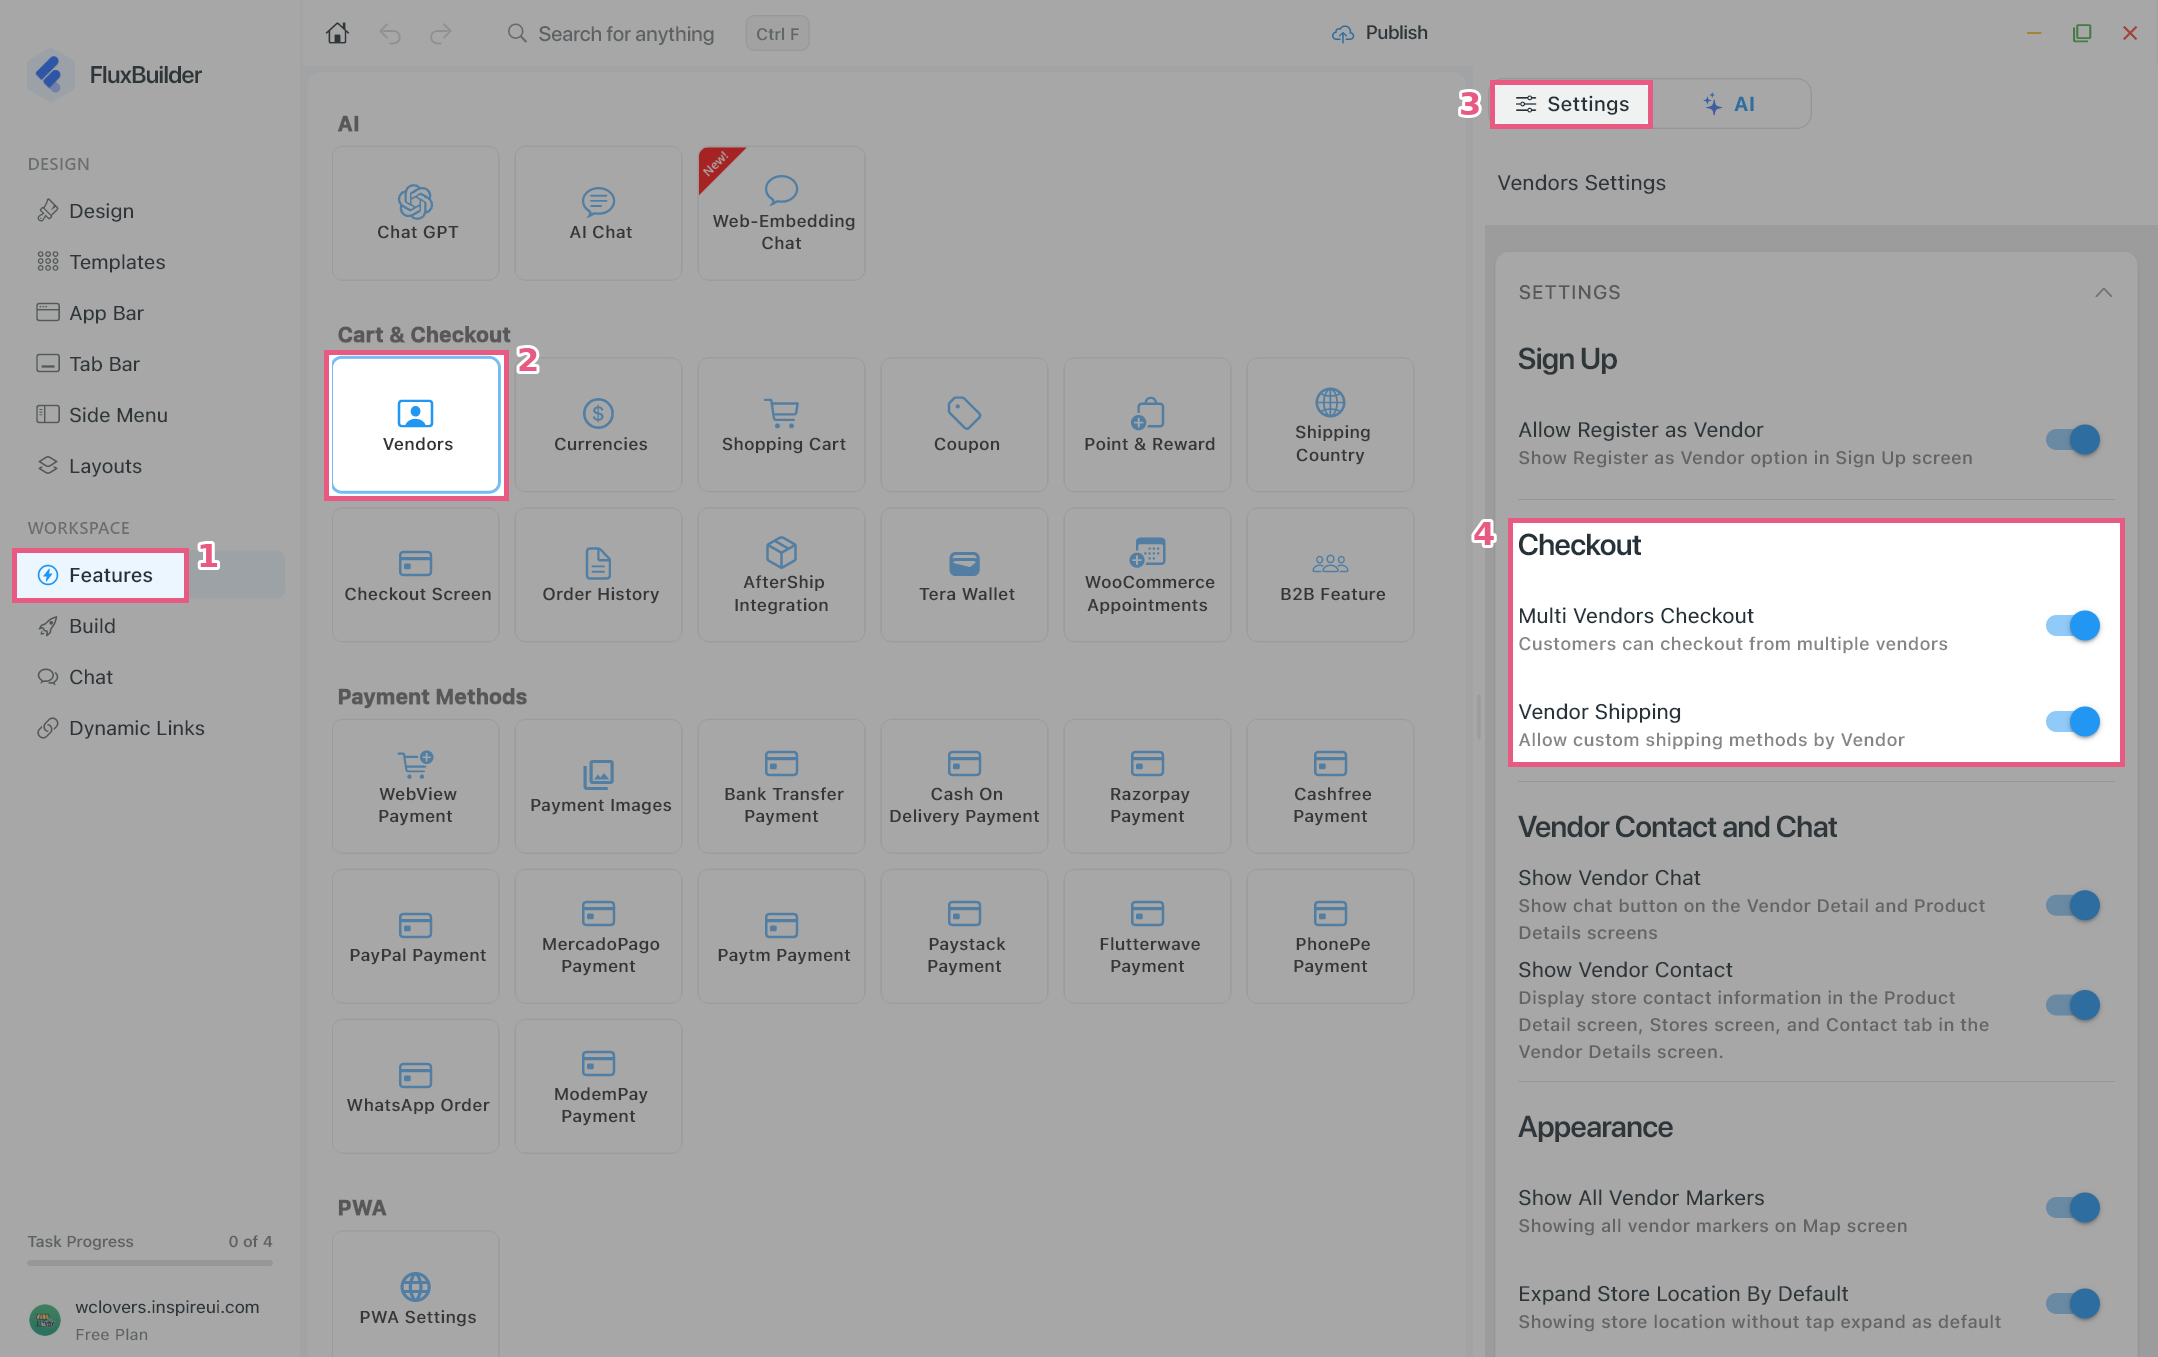 FluxBuilder
Search for anything
Ctrl F
Publish
DESIGN
Design
Templates
App Bar
Tab Bar
Side Menu
Layouts
WORKSPACE
Features
1
Build
Chat
Dynamic Links
Task Progress
0 of 4
wclovers.inspireui.com
Free Plan
AI
Chat GPT
AI Chat
New!
Web-Embedding
Chat
Cart & Checkout
2
Vendors
Currencies
Shopping Cart
Coupon
Point & Reward
Shipping
Country
Checkout Screen
Order History
AfterShip
Integration
Tera Wallet
WooCommerce
Appointments
B2B Feature
Payment Methods
WebView
Payment
Payment Images
Bank Transfer
Payment
Cash On
Delivery Payment
Razorpay
Payment
Cashfree
Payment
PayPal Payment
MercadoPago
Payment
Paytm Payment
Paystack
Payment
Flutterwave
Payment
PhonePe
Payment
WhatsApp Order
ModemPay
Payment
PWA
PWA Settings
3
Settings
AI
Vendors Settings
SETTINGS
Sign Up
Allow Register as Vendor
Show Register as Vendor option in Sign Up screen
4
Checkout
Multi Vendors Checkout
Customers can checkout from multiple vendors
Vendor Shipping
Allow custom shipping methods by Vendor
Vendor Contact and Chat
Show Vendor Chat
Show chat button on the Vendor Detail and Product
Details screens
Show Vendor Contact
Display store contact information in the Product
Detail screen, Stores screen, and Contact tab in the
Vendor Details screen.
Appearance
Show All Vendor Markers
Showing all vendor markers on Map screen
Expand Store Location By Default
Showing store location without tap expand as default